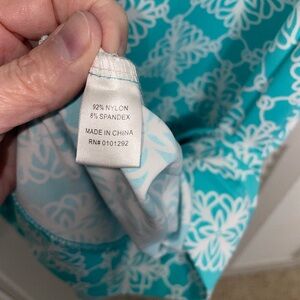 92% NYLON
8% SPANDEX
MADE IN CHINA
RN# 0101292